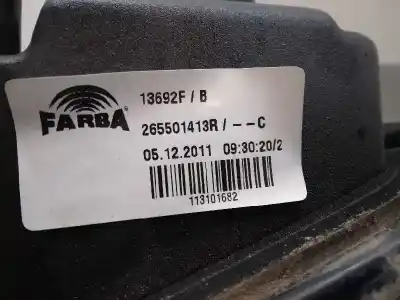 FARBA
13692F / B
265501413R / - - C
05.12.2011 09:30:20/2
113101682